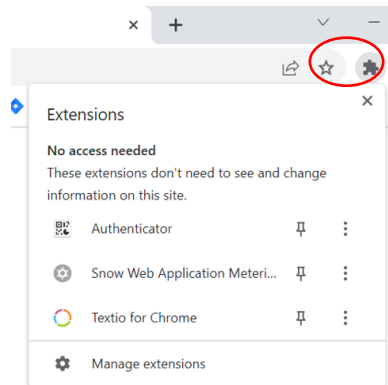 Extensions
No access needed
These extensions don't need to see and change
information on this site.
Authenticator
Snow Web Application Meteri...
Textio for Chrome
Manage extensions